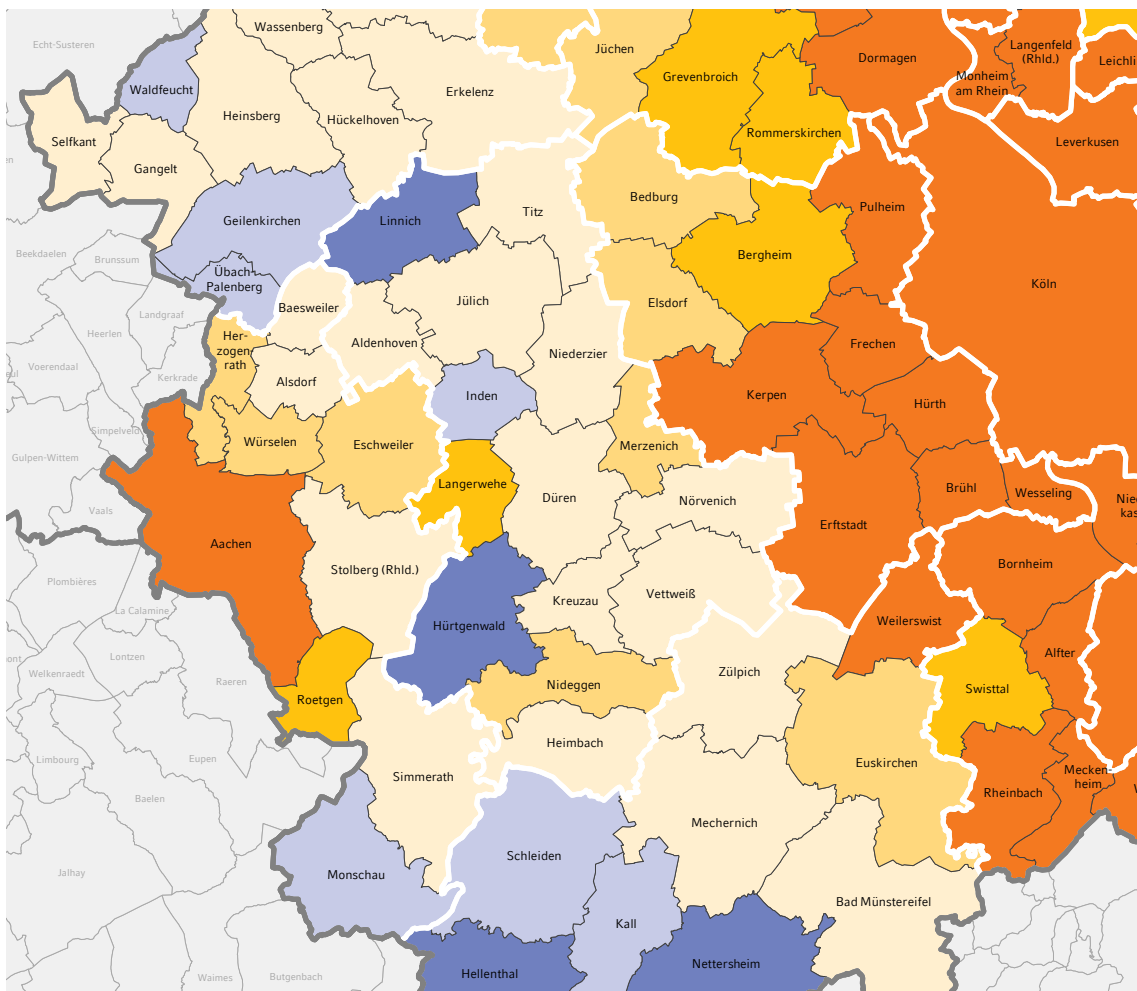 Echt-Susteren
Wassenberg
Jüchen
Dormagen
Langenfeld
(Rhld.)
Leichli
Grevenbroich
Monheim
am Rhein
Waldfeucht
Erkelenz
Heinsberg
Hückelhoven
Rommerskirchen
Leverkusen
Selfkant
Gangelt
Bedburg
Pulheim
Geilenkirchen
Linnich
Titz
Beekdaelen
Brunssum
Bergheim
Übach-
Palenberg
Köln
Baesweiler
Jülich
Elsdorf
Landgraaf
Heerlen
Her-
zogen-
rath
Aldenhoven
Niederzier
Frechen
Voerendaal
Kerkrade
Alsdorf
Inden
Kerpen
Hürth
Simpelveld
Würselen
Eschweiler
Merzenich
Gulpen-Wittem
Langerwehe
Düren
Nörvenich
Brühl
Wesseling
Nied
kas
Vaals
Aachen
Erftstadt
Stolberg (Rhld.)
Bornheim
Plombières
Kreuzau
Vettweiß
La Calamine
Hürtgenwald
Weilerswist
Lontzen
mont
Welkenraedt
Raeren
Zülpich
Alfter
Roetgen
Nideggen
Swisttal
Heimbach
Limbourg
Eupen
Euskirchen
Simmerath
Mecken-
heim
Baelen
Rheinbach
Mechernich
Schleiden
Jalhay
Monschau
Bad Münstereifel
Kall
Nettersheim
Waimes
Butgenbach
Hellenthal